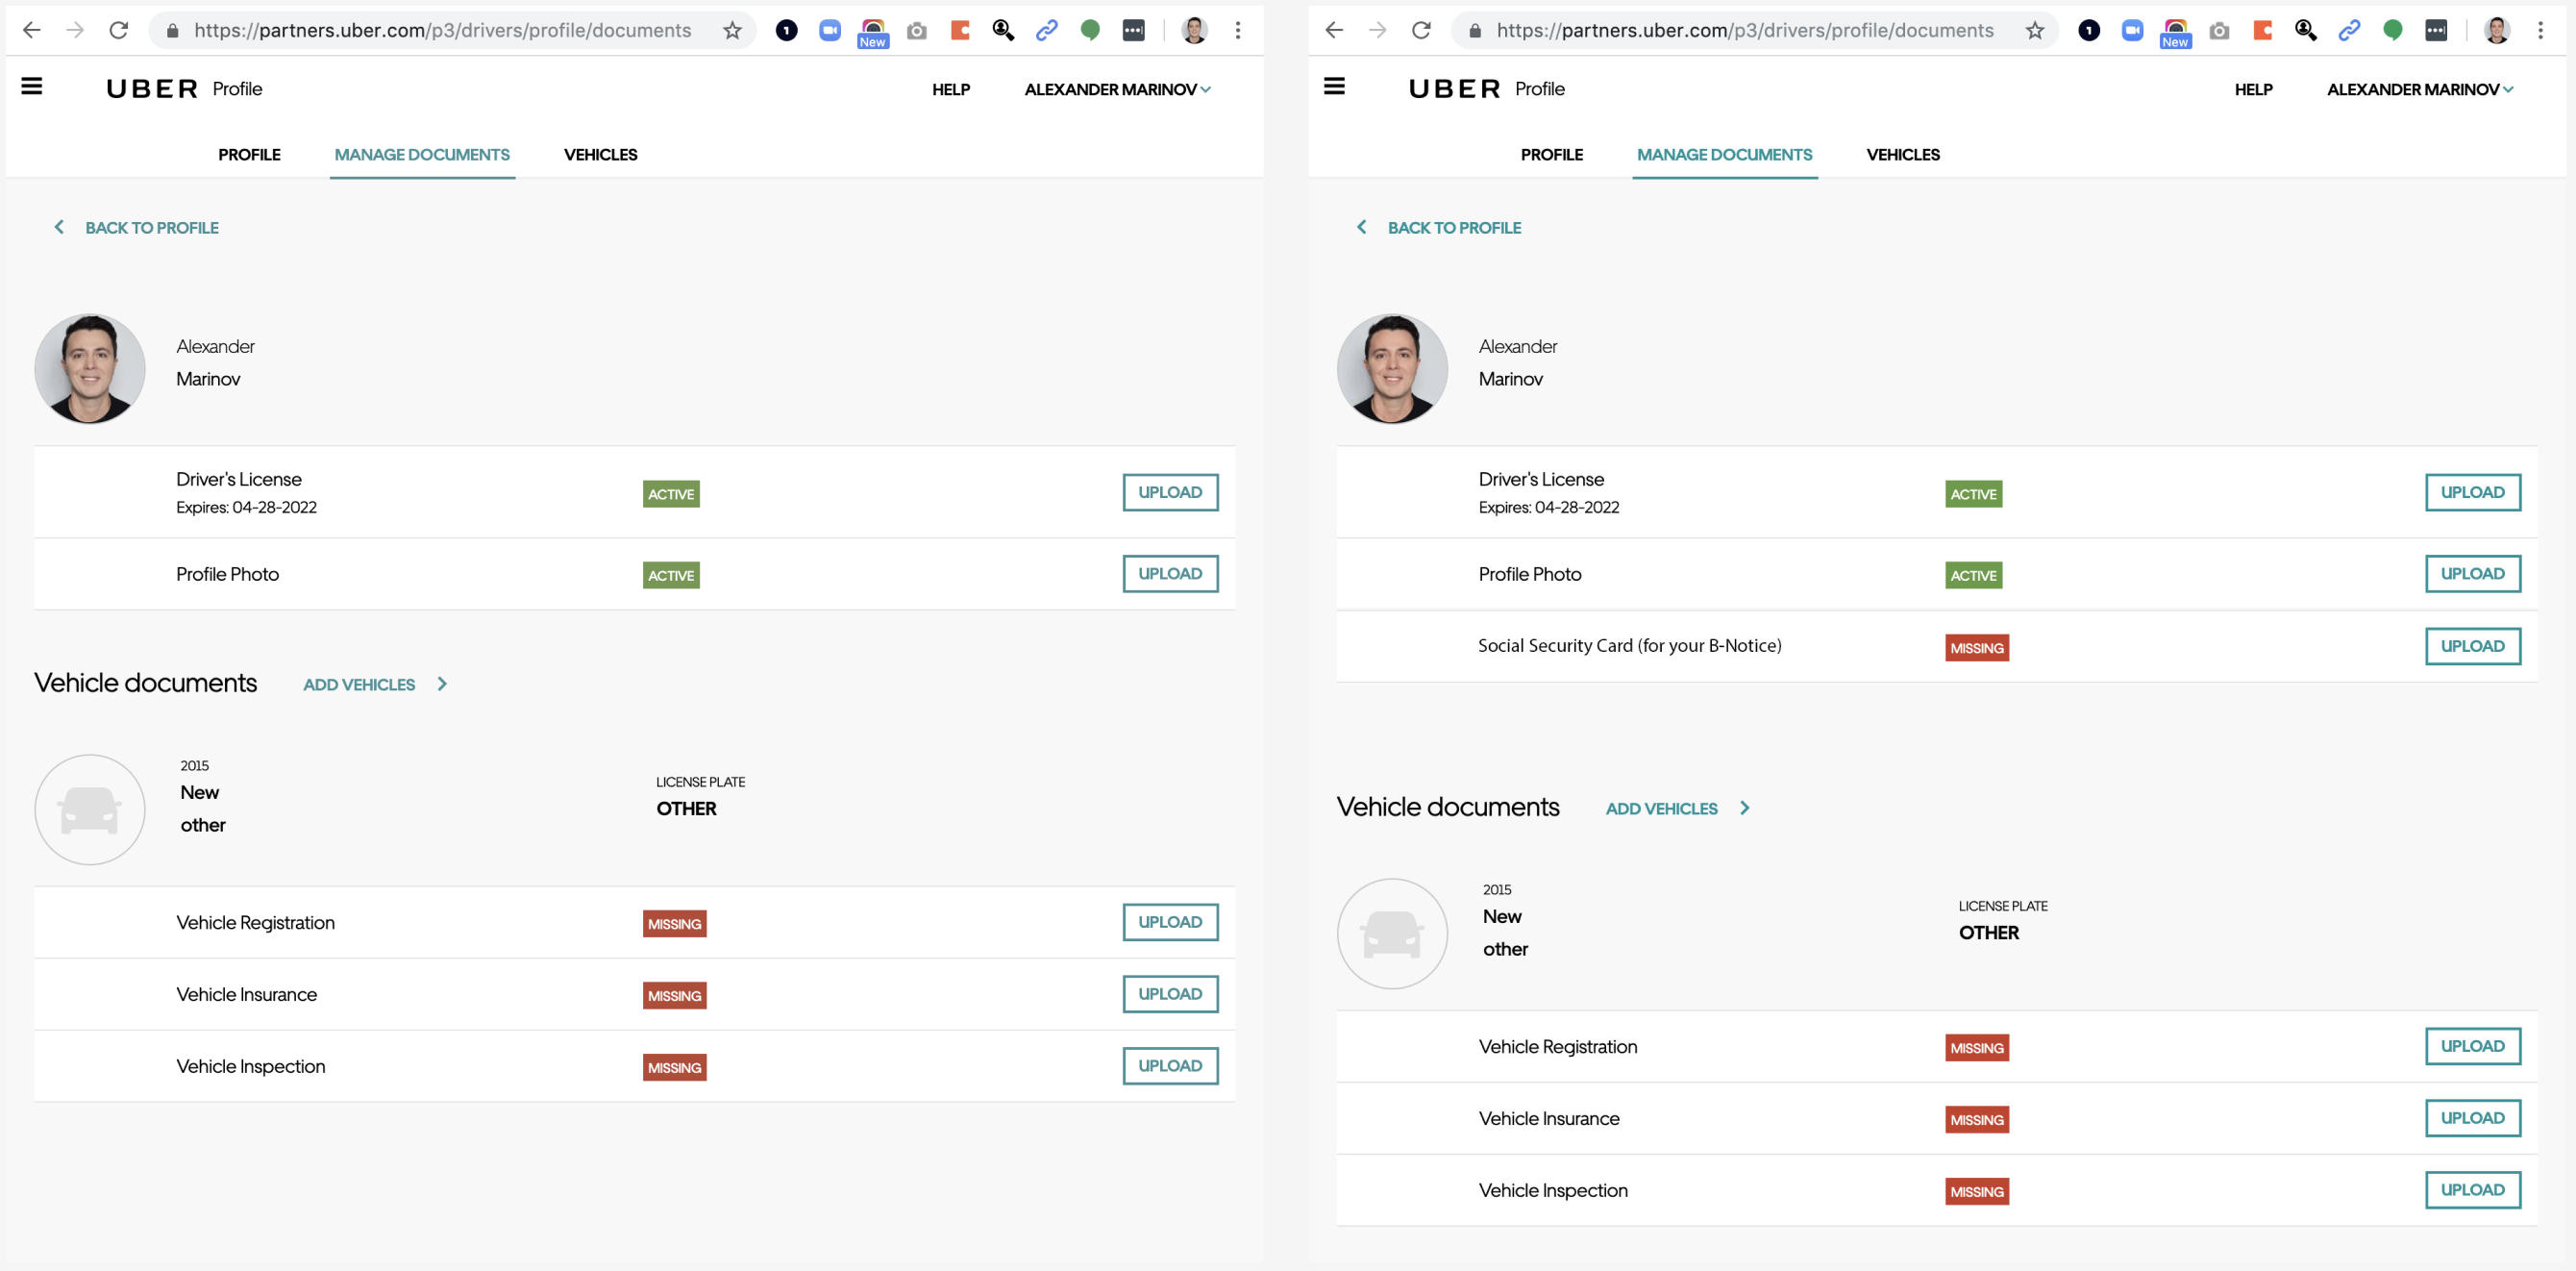 https://partners.uber.com/p3/drivers/profile/documents
1
New
UBER Profile
HELP
ALEXANDER MARINOV
PROFILE
MANAGE DOCUMENTS
VEHICLES
BACK TO PROFILE
Alexander
Marinov
Driver's License
Expires: 04-28-2022
ACTIVE
UPLOAD
Profile Photo
ACTIVE
UPLOAD
Vehicle documents
ADD VEHICLES
2015
New
other
LICENSE PLATE
OTHER
Vehicle Registration
MISSING
UPLOAD
Vehicle Insurance
MISSING
UPLOAD
Vehicle Inspection
MISSING
UPLOAD
https://partners.uber.com/p3/drivers/profile/documents
1
New
UBER Profile
HELP
ALEXANDER MARINOV
PROFILE
MANAGE DOCUMENTS
VEHICLES
BACK TO PROFILE
Alexander
Marinov
Driver's License
Expires: 04-28-2022
ACTIVE
UPLOAD
Profile Photo
ACTIVE
UPLOAD
Social Security Card (for your B-Notice)
MISSING
UPLOAD
Vehicle documents
ADD VEHICLES
2015
New
other
LICENSE PLATE
OTHER
Vehicle Registration
MISSING
UPLOAD
Vehicle Insurance
MISSING
UPLOAD
Vehicle Inspection
MISSING
UPLOAD